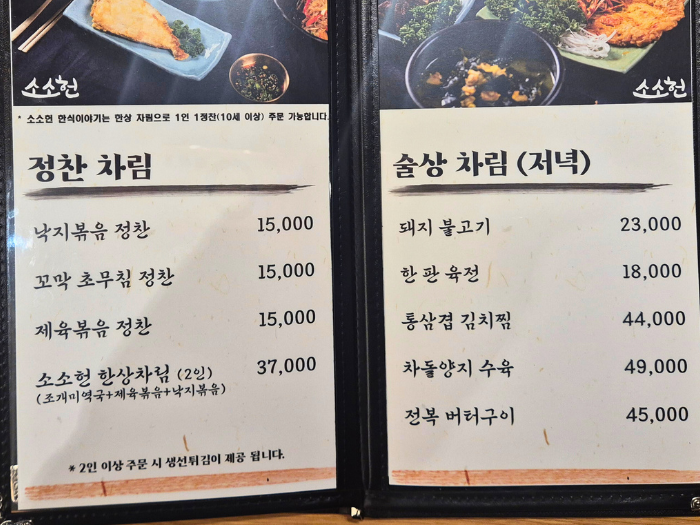 소소헌
* 소소헌 한식이야기는 한상 차림으로 1인 1정찬(10세 이상) 주문 가능합니다.
정찬 차림
낙지볶음 정찬 15,000
꼬막 초무침 정찬 15,000
제육볶음 정찬 15,000
소소헌 한상차림 (2인) 37,000
(조개미역국+제육볶음+낙지볶음)
* 2인 이상 주문 시 생선튀김이 제공 됩니다.
소소헌
술상 차림 (저녁)
돼지 불고기 23,000
한 판 육전 18,000
통삼겹 김치찜 44,000
차돌양지 수육 49,000
전복 버터구이 45,000